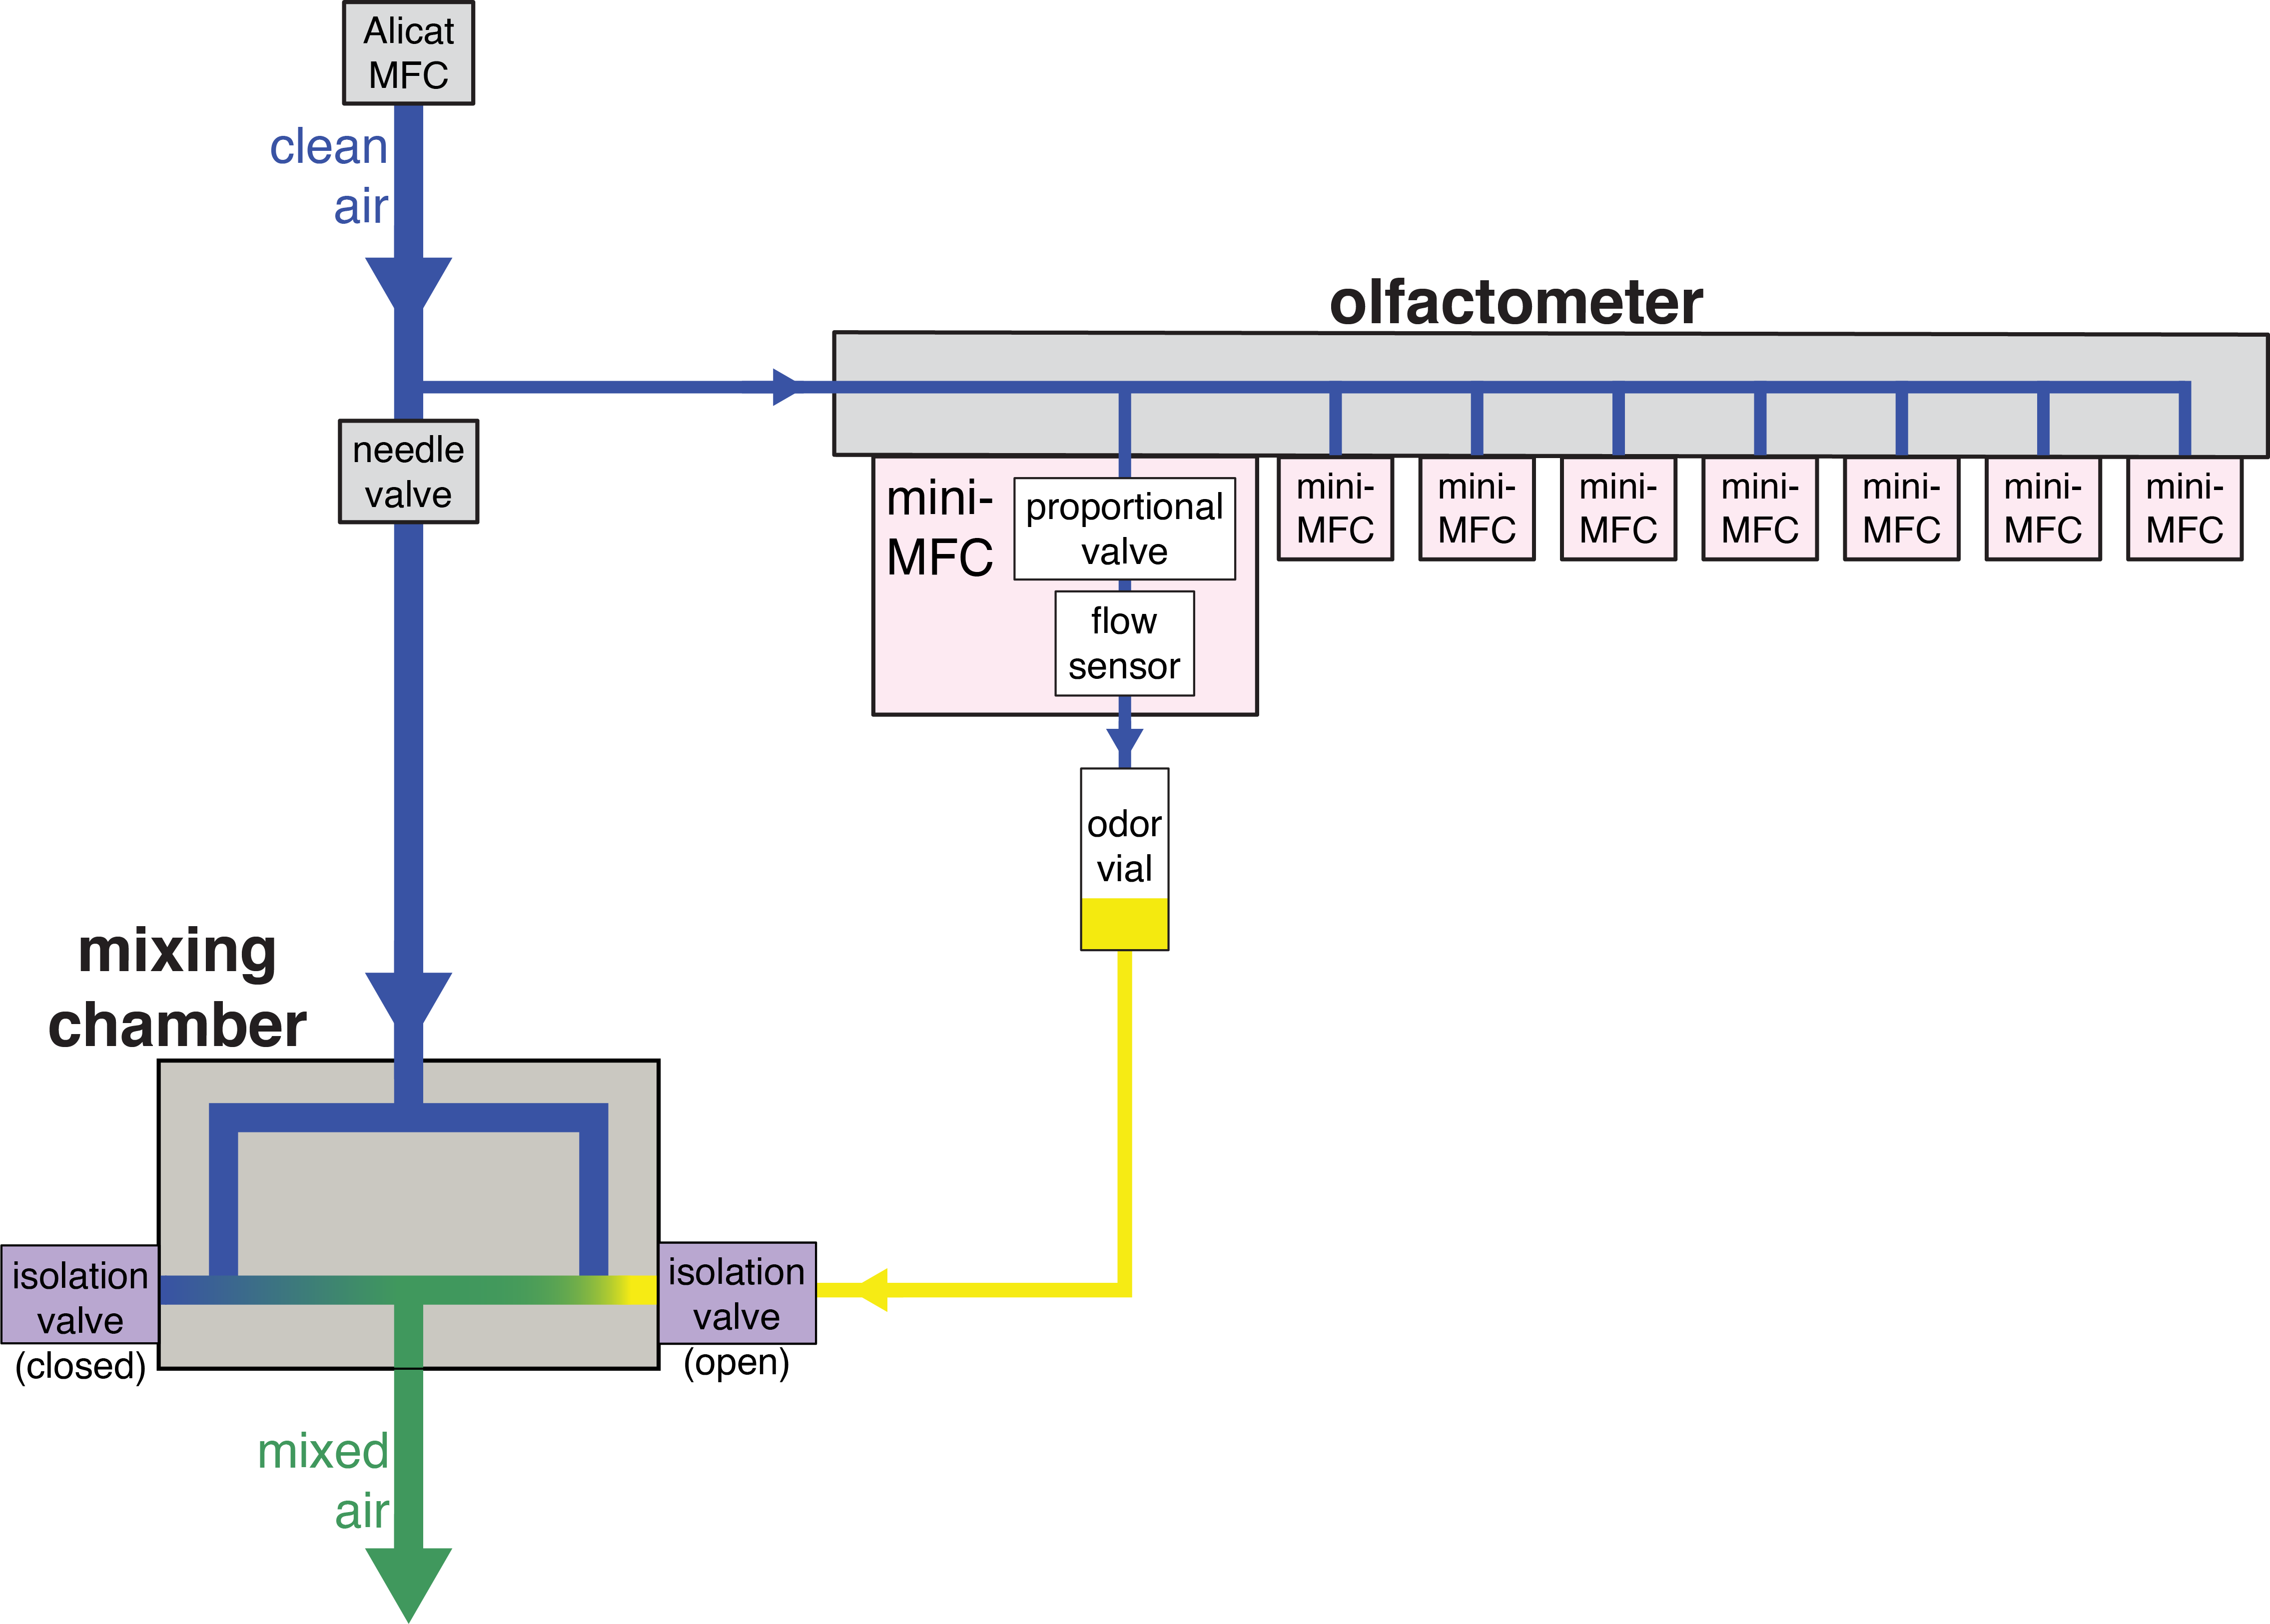 Alicat
MFC
clean
air
olfactometer
needle
valve
mini-
MFC
proportional
valve
flow
sensor
mini-
MFC
mini-
MFC
mini-
MFC
mini-
MFC
mini-
MFC
mini-
MFC
mini-
MFC
odor
vial
mixing
chamber
isolation
valve
(closed)
isolation
valve
(open)
mixed
air